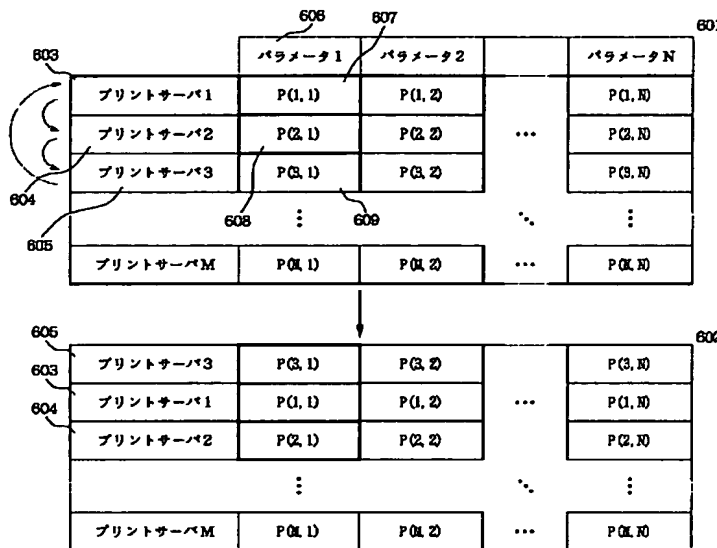 606 607 601
603 パラメータ1 パラメータ2 パラメータN
プリントサーバ1 P(1, 1) P(1, 2) P(1, N)
プリントサーバ2 P(2, 1) P(2, 2) … P(2, N)
プリントサーバ3 P(3, 1) P(3, 2) P(3, N)
604 608 609
605 ⋮ ⋱ ⋮
プリントサーバM P(M, 1) P(M, 2) … P(M, N)
605 602
プリントサーバ3 P(3, 1) P(3, 2) P(3, N)
603
プリントサーバ1 P(1, 1) P(1, 2) … P(1, N)
604
プリントサーバ2 P(2, 1) P(2, 2) P(2, N)
⋮ ⋱ ⋮
プリントサーバM P(M, 1) P(M, 2) … P(M, N)